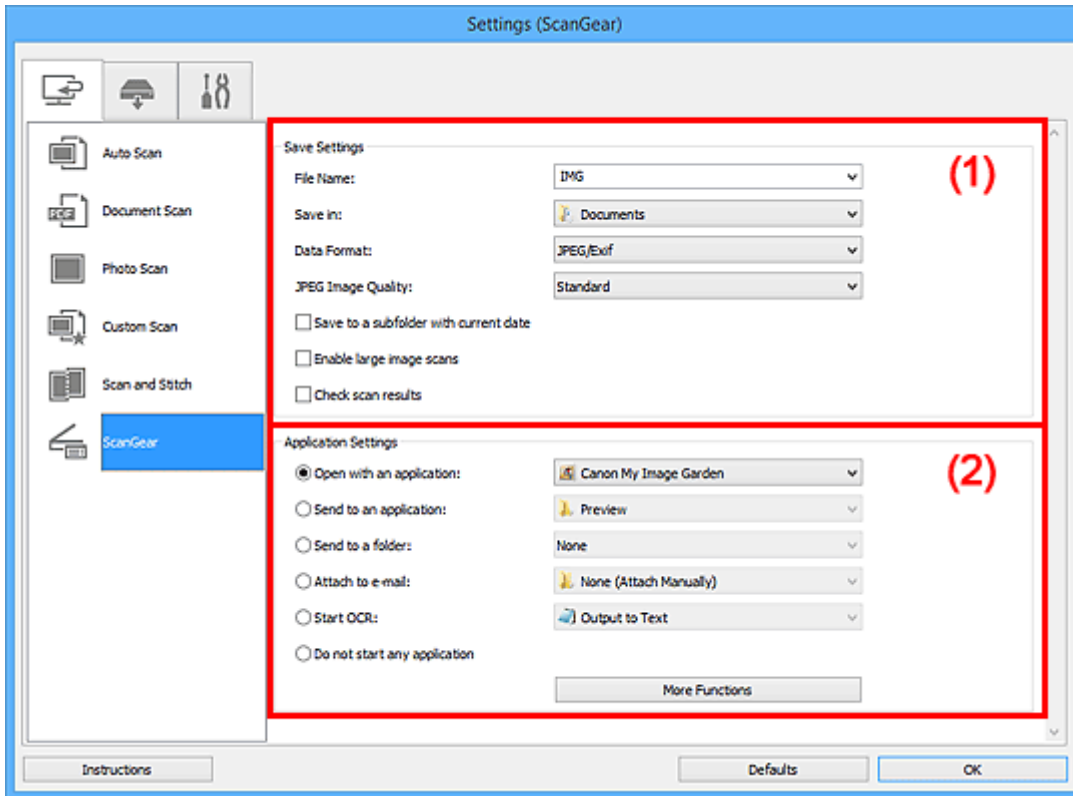 Settings (ScanGear)
Auto Scan
Document Scan
Photo Scan
Custom Scan
Scan and Stitch
ScanGear
Save Settings
(1)
File Name: IMG
Save in: Documents
Data Format: JPEG/Exif
JPEG Image Quality: Standard
Save to a subfolder with current date
Enable large image scans
Check scan results
Application Settings
(2)
Open with an application: Canon My Image Garden
Send to an application: Preview
Send to a folder: None
Attach to e-mail: None (Attach Manually)
Start OCR: Output to Text
Do not start any application
More Functions
Instructions Defaults OK